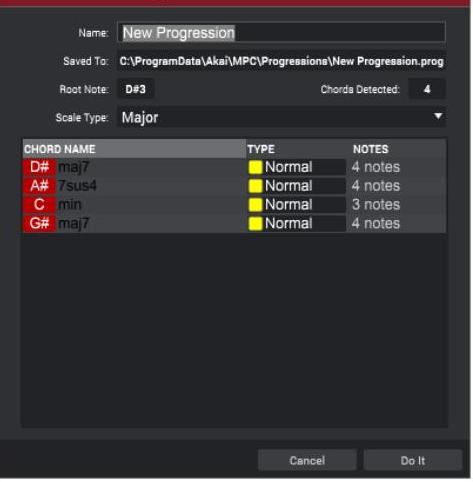 Name: New Progression
Saved To: C:\ProgramData\Akai\MPC\Progressions\New Progression.prog
Root Note: D#3 Chords Detected: 4
Scale Type: Major
CHORD NAME TYPE NOTES
D# maj7 Normal 4 notes
A# 7sus4 Normal 4 notes
C min Normal 3 notes
G# maj7 Normal 4 notes
Cancel Do It